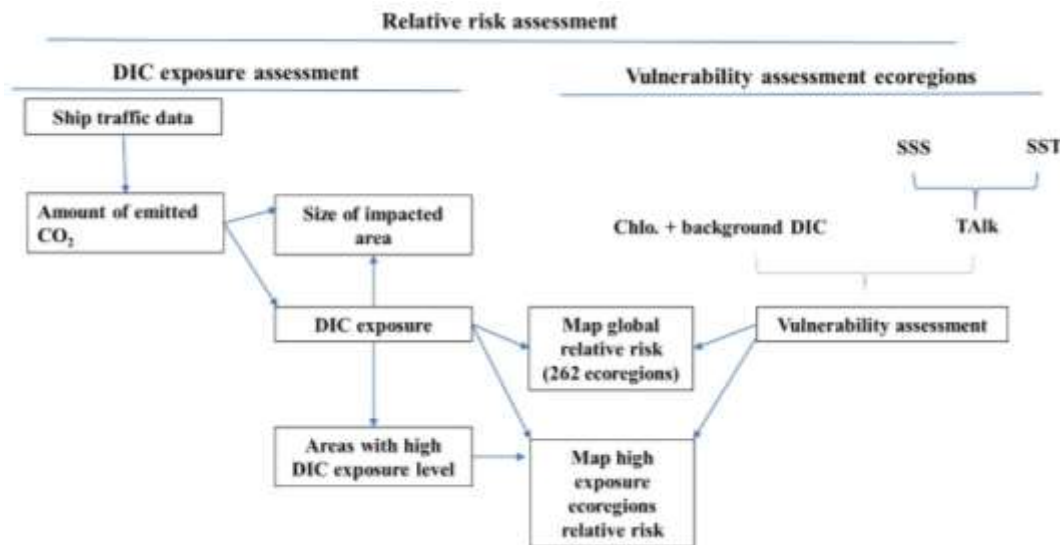 Relative risk assessment
DIC exposure assessment
Vulnerability assessment ecoregions
Ship traffic data
SSS
SST
Amount of emitted
CO₂
Size of impacted
area
Chlo. + background DIC
TAlk
DIC exposure
Map global
relative risk
(262 ecoregions)
Vulnerability assessment
Areas with high
DIC exposure level
Map high
exposure
ecoregions
relative risk